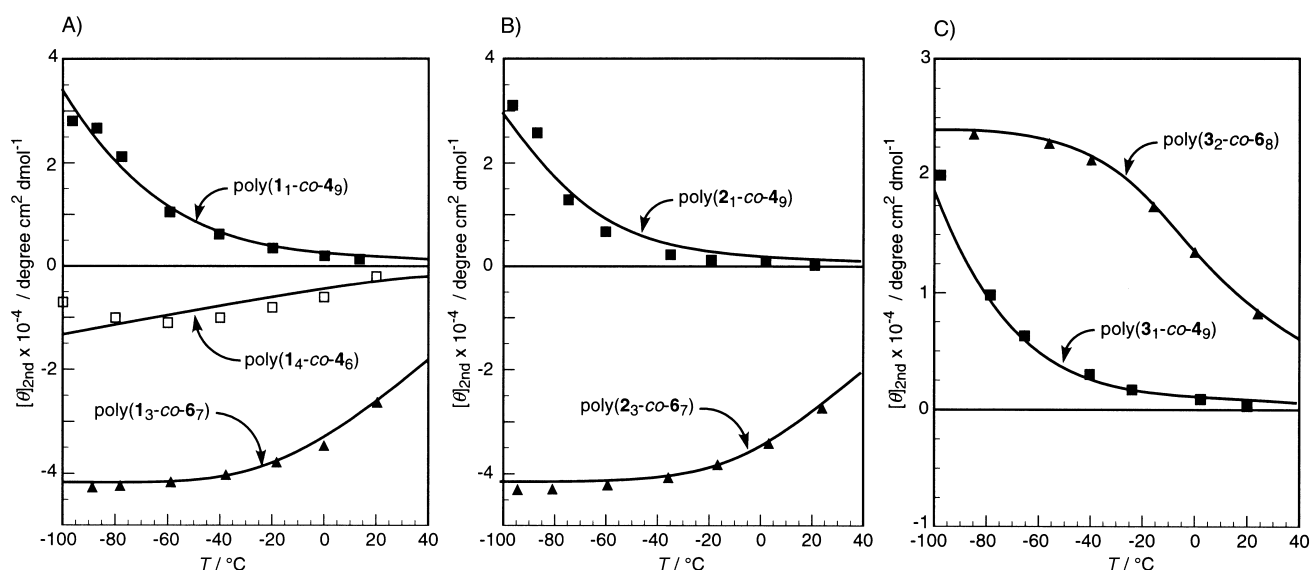 A)
4
2
0
-2
-4
[θ]2nd x 10-4 / degree cm2 dmol-1
poly(11-co-49)
poly(14-co-46)
poly(13-co-67)
-100 -80 -60 -40 -20 0 20 40
T / °C
B)
4
2
0
-2
-4
[θ]2nd x 10-4 / degree cm2 dmol-1
poly(21-co-49)
poly(23-co-67)
-100 -80 -60 -40 -20 0 20 40
T / °C
C)
3
2
1
0
-1
[θ]2nd x 10-4 / degree cm2 dmol-1
poly(32-co-68)
poly(31-co-49)
-100 -80 -60 -40 -20 0 20 40
T / °C